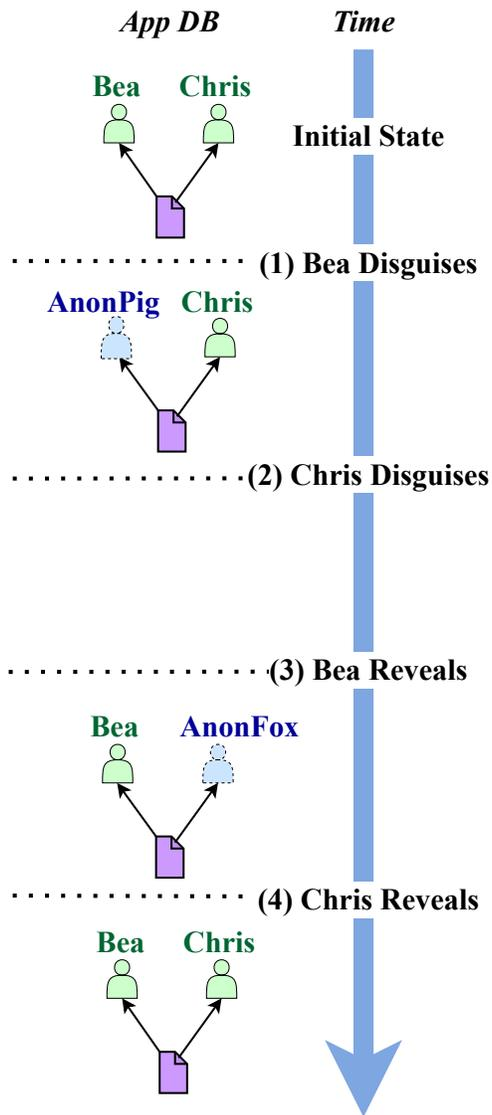 App DB Time
Bea Chris
Initial State
(1) Bea Disguises
AnonPig Chris
(2) Chris Disguises
(3) Bea Reveals
Bea AnonFox
(4) Chris Reveals
Bea Chris